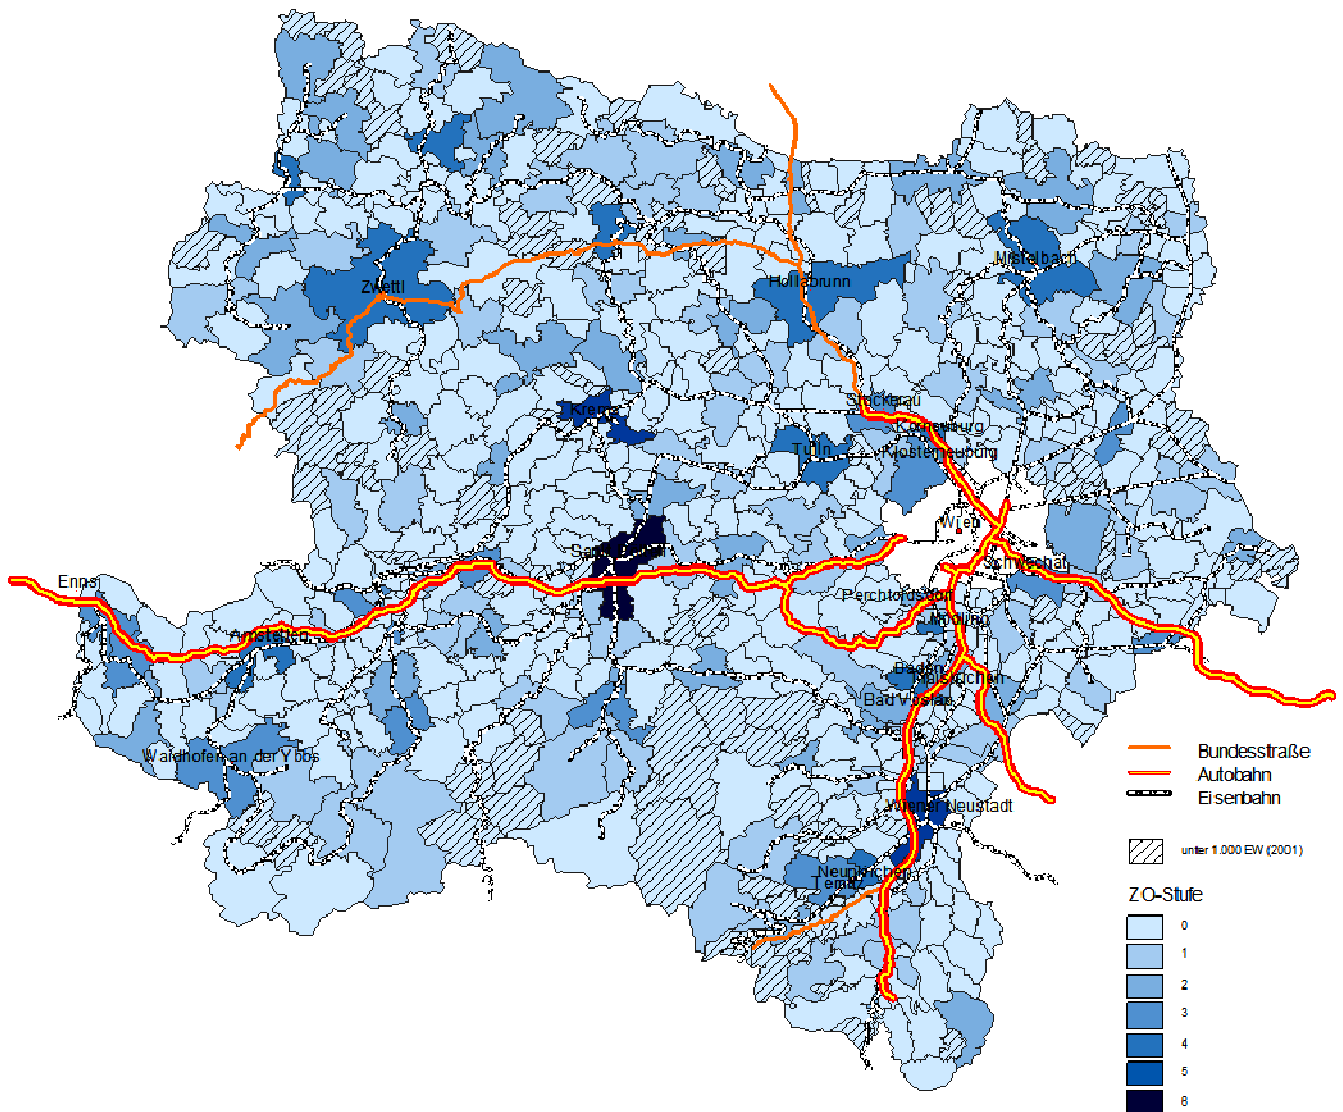 Zwettl
Mistelbach
Hollabrunn
Krems
Stockerau
Korneuburg
Tulln
Klosterneuburg
Wien
Schwechat
Enns
Perchtoldsdorf
Mödling
Amstetten
Baden
Bad Vöslau
Waidhofen an der Ybbs
Wiener Neustadt
Neunkirchen
Ternitz
Bundesstraße
Autobahn
Eisenbahn
unter 1.000 EW (2001)
ZO-Stufe
0
1
2
3
4
5
6